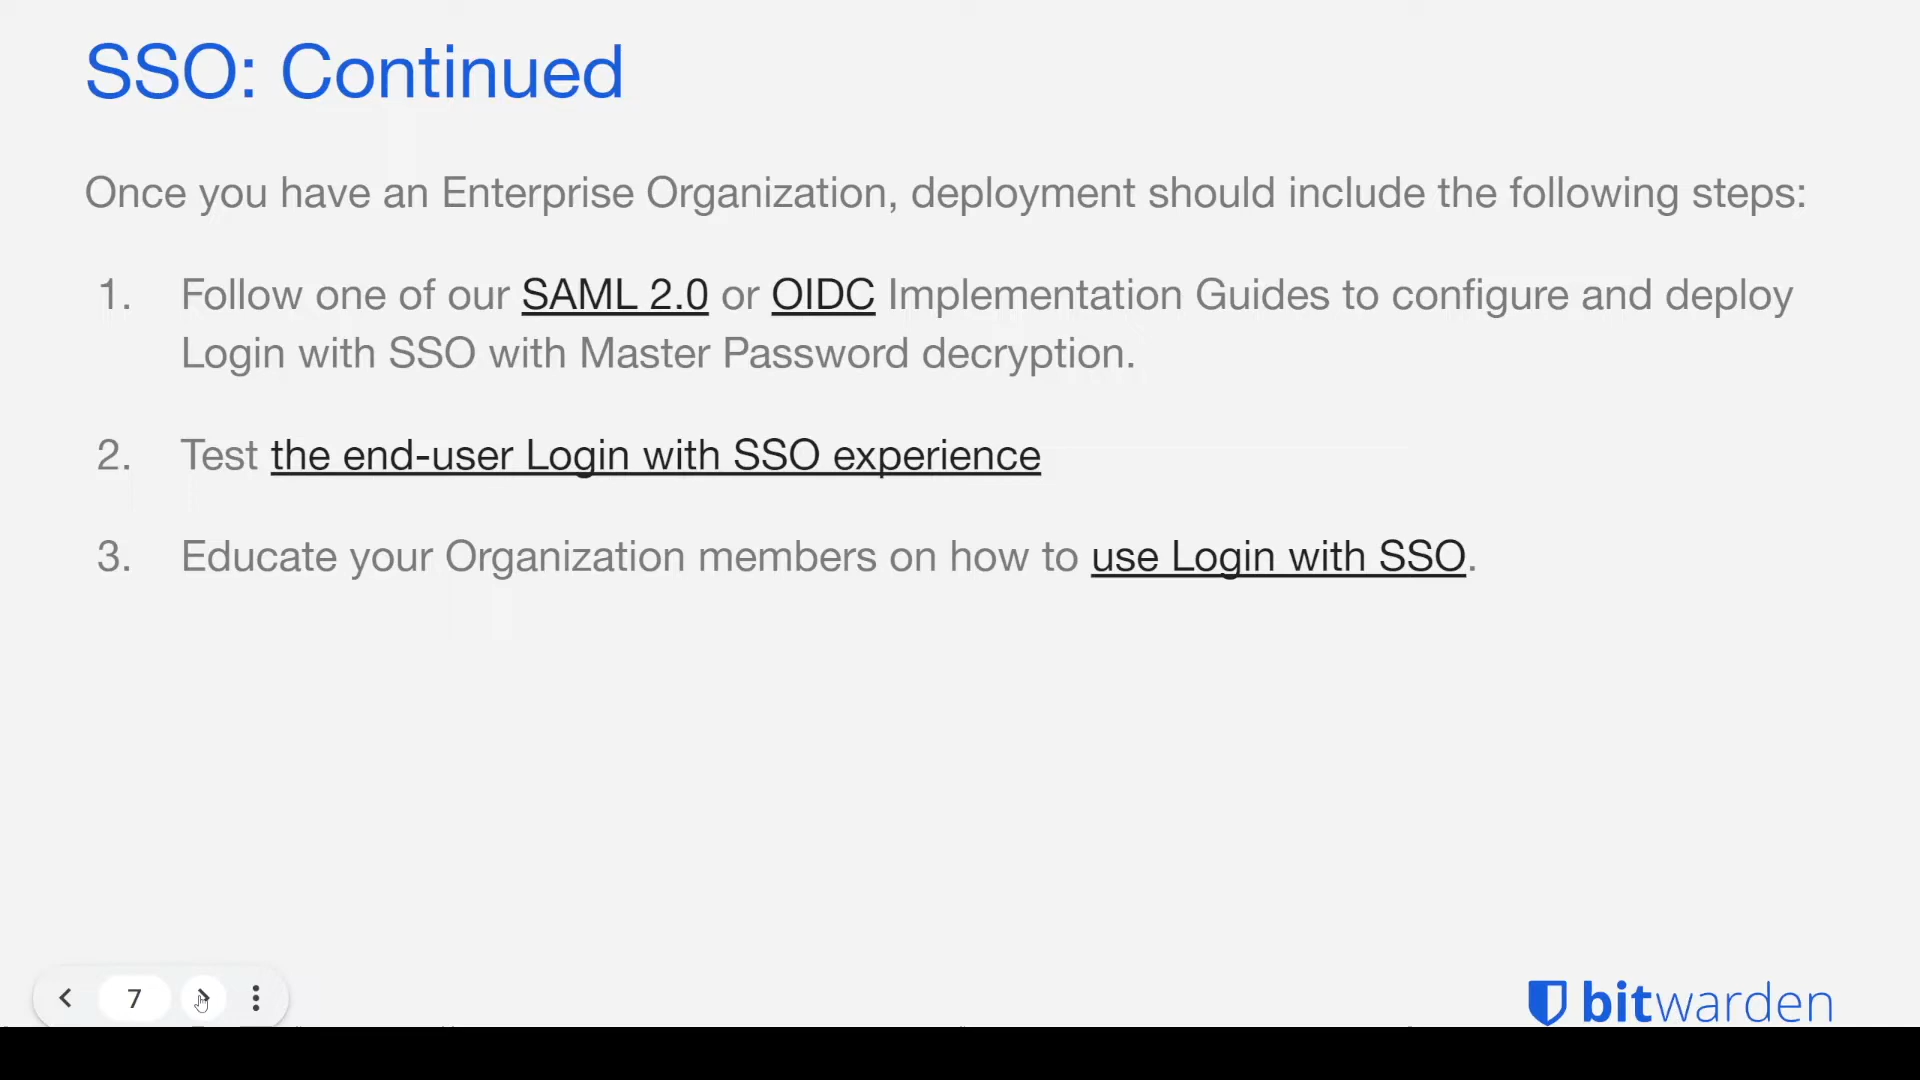 SSO: Continued
Once you have an Enterprise Organization, deployment should include the following steps:
1. Follow one of our SAML 2.0 or OIDC Implementation Guides to configure and deploy
Login with SSO with Master Password decryption.
2. Test the end-user Login with SSO experience
3. Educate your Organization members on how to use Login with SSO.
7
bitwarden